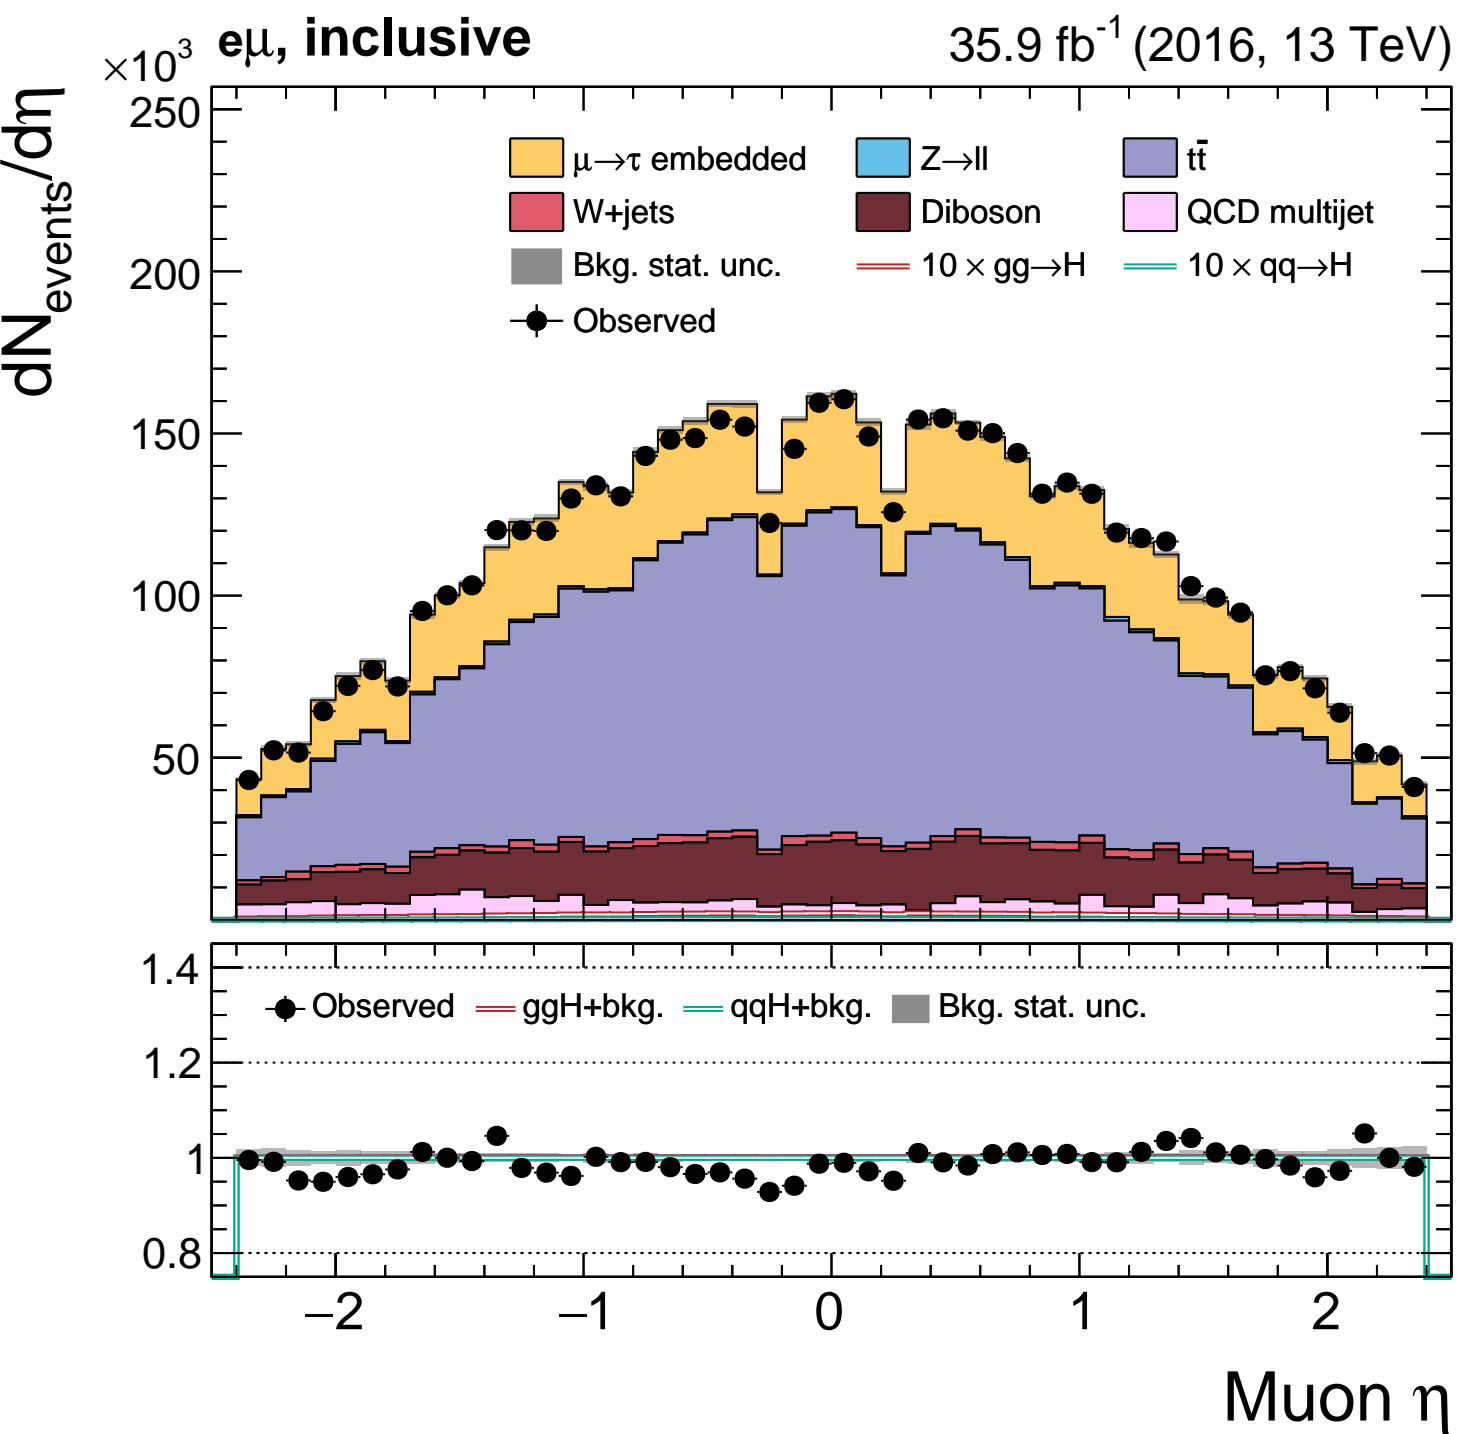 ×10³ eμ, inclusive 35.9 fb⁻¹ (2016, 13 TeV)
dN_events/dη
250
200
150
100
50
μ→τ embedded Z→ll tt̄
W+jets Diboson QCD multijet
Bkg. stat. unc. 10 × gg→H 10 × qq→H
Observed
1.4
1.2
1
0.8
Observed ggH+bkg. qqH+bkg. Bkg. stat. unc.
−2 −1 0 1 2
Muon η